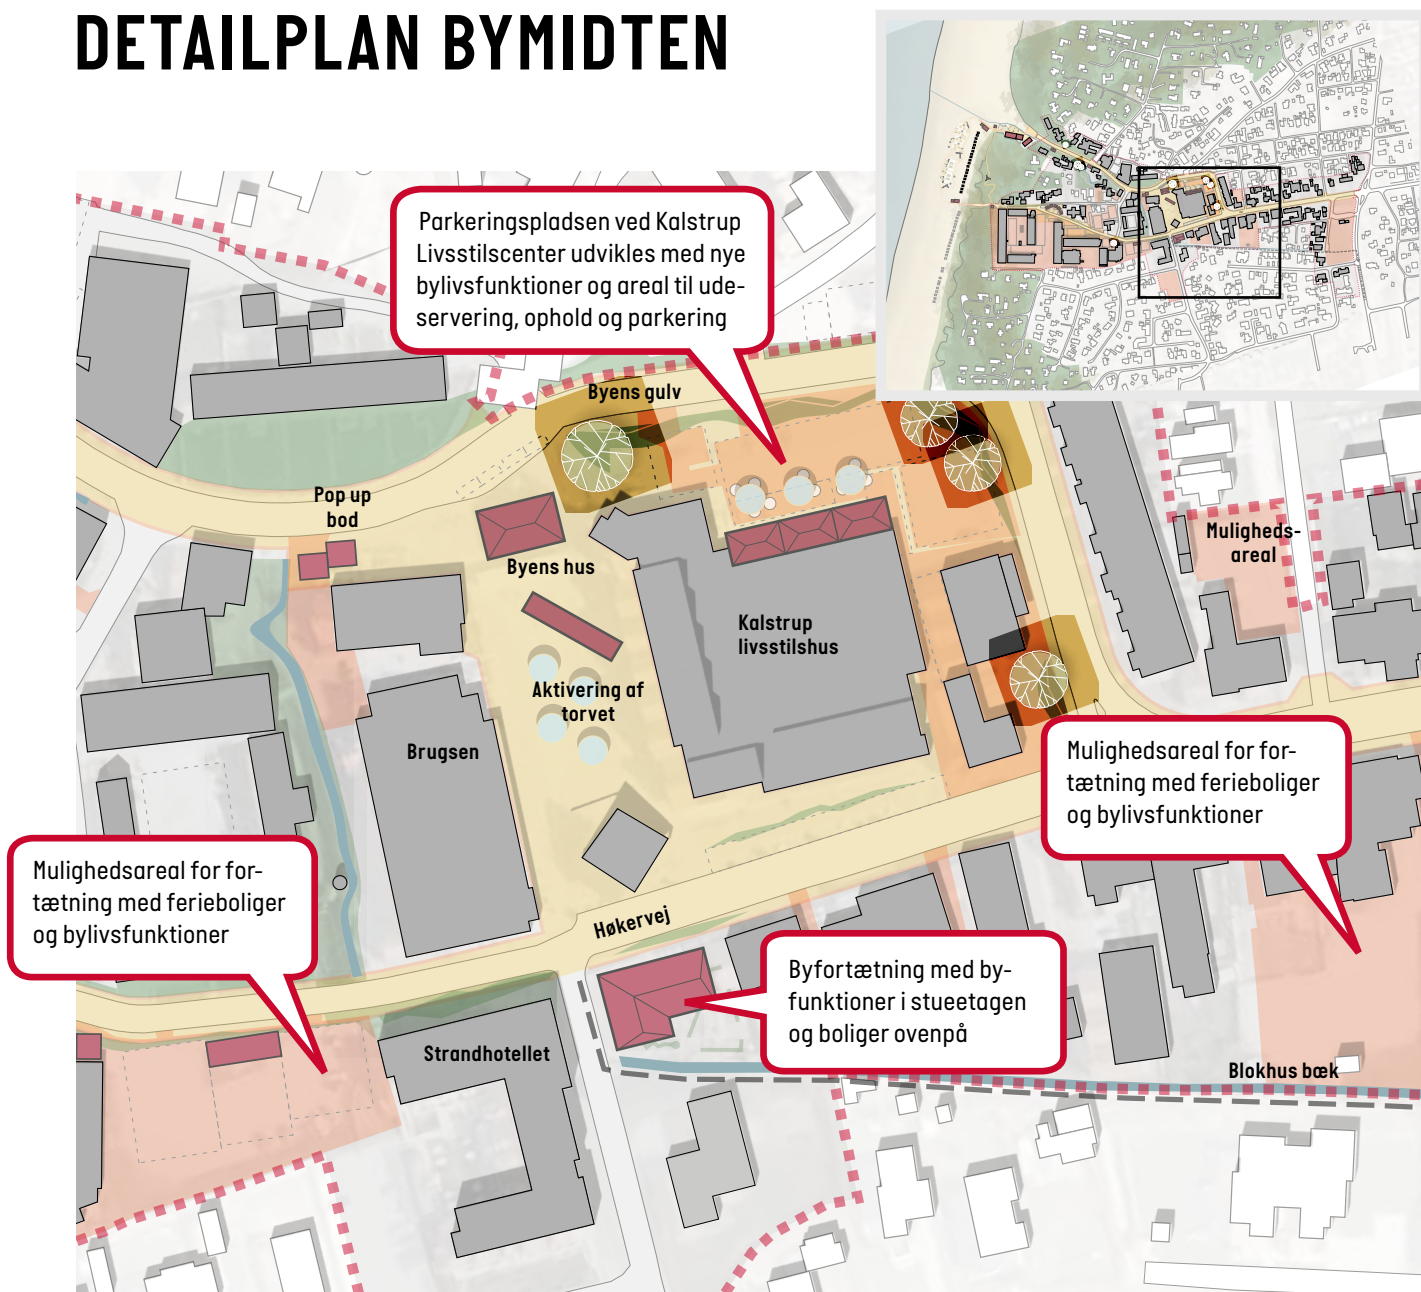 DETAILPLAN BYMIDTEN
Parkeringspladsen ved Kalstrup
Livsstilscenter udvikles med nye
bylivsfunktioner og areal til ude-
servering, ophold og parkering
Byens gulv
Pop up
bod
Byens hus
Muligheds-
areal
Kalstrup
livsstilshus
Aktivering af
torvet
Brugsen
Mulighedsareal for for-
tætning med ferieboliger
og bylivsfunktioner
Mulighedsareal for for-
tætning med ferieboliger
og bylivsfunktioner
Høkervej
Byfortætning med by-
funktioner i stueetagen
og boliger ovenpå
Strandhotellet
Blokhus bæk